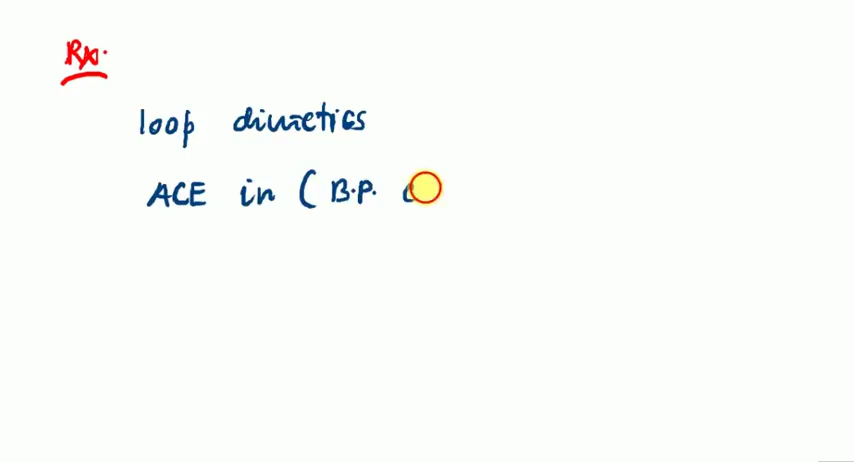 Rx.
loop diuretics
ACE in ( B.P.